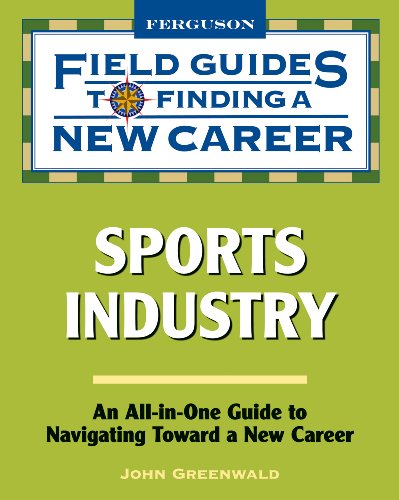 FERGUSON
FIELD GUIDES
TO FINDING A
NEW CAREER
SPORTS
INDUSTRY
An All-in-One Guide to
Navigating Toward a New Career
JOHN GREENWALD